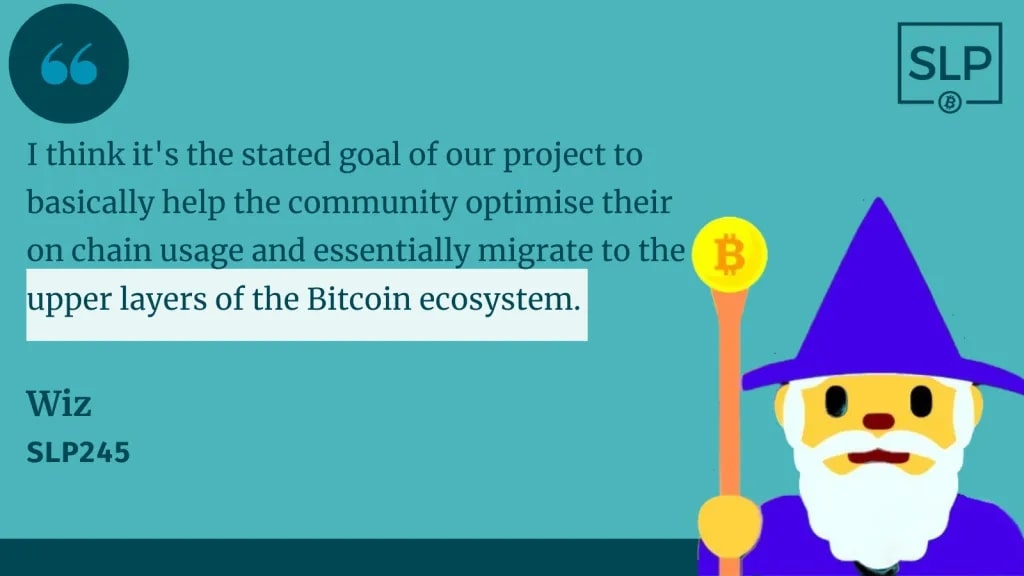 SLP
I think it's the stated goal of our project to
basically help the community optimise their
on chain usage and essentially migrate to the
upper layers of the Bitcoin ecosystem.
Wiz
SLP245